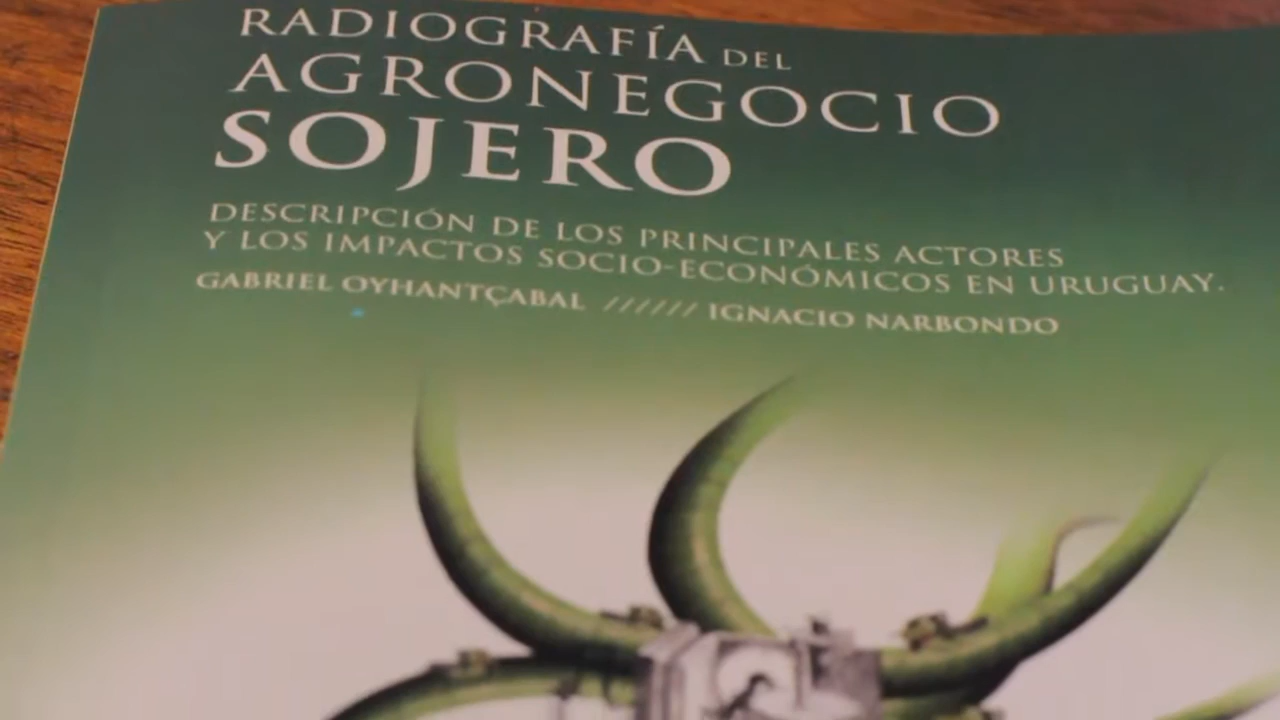 RADIOGRAFÍA DEL
AGRONEGOCIO
SOJERO
DESCRIPCIÓN DE LOS PRINCIPALES ACTORES
Y LOS IMPACTOS SOCIO-ECONÓMICOS EN URUGUAY.
GABRIEL OYHANTÇABAL ////// IGNACIO NARBONDO